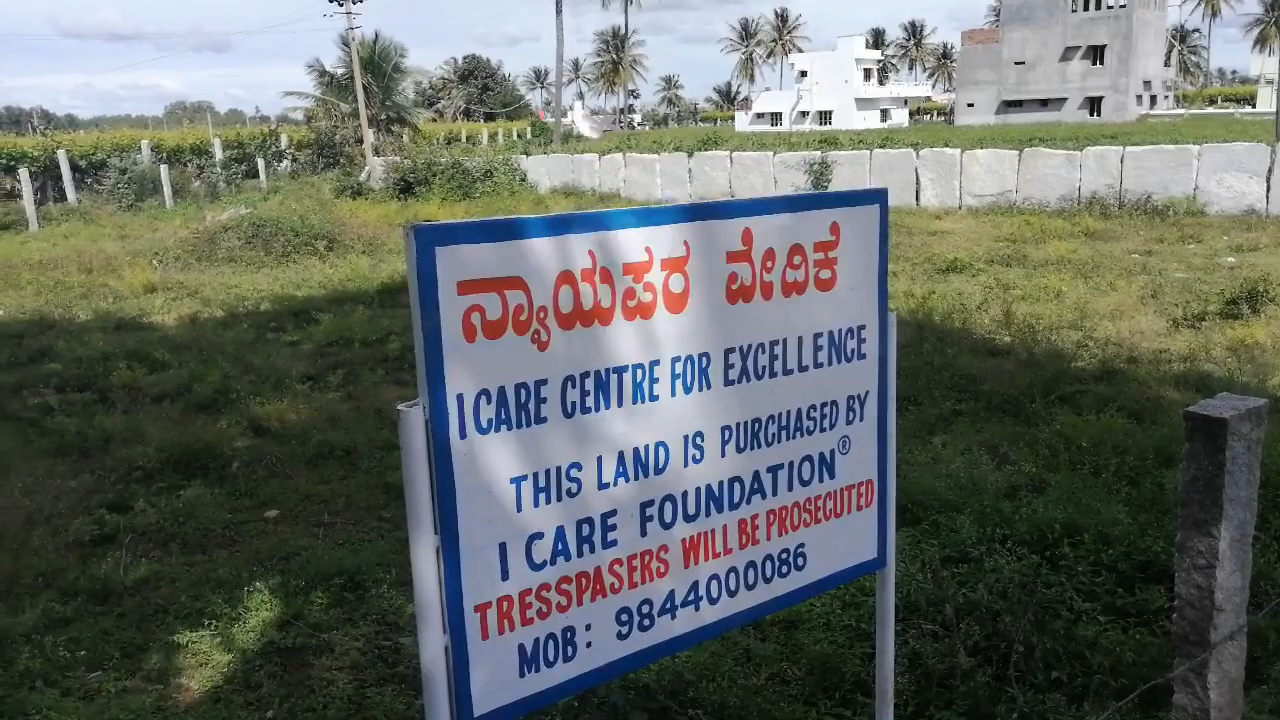 ನ್ಯಾಯಪರ ವೇದಿಕೆ
I CARE CENTRE FOR EXCELLENCE
THIS LAND IS PURCHASED BY
I CARE FOUNDATION®
TRESSPASERS WILL BE PROSECUTED
MOB: 9844000086